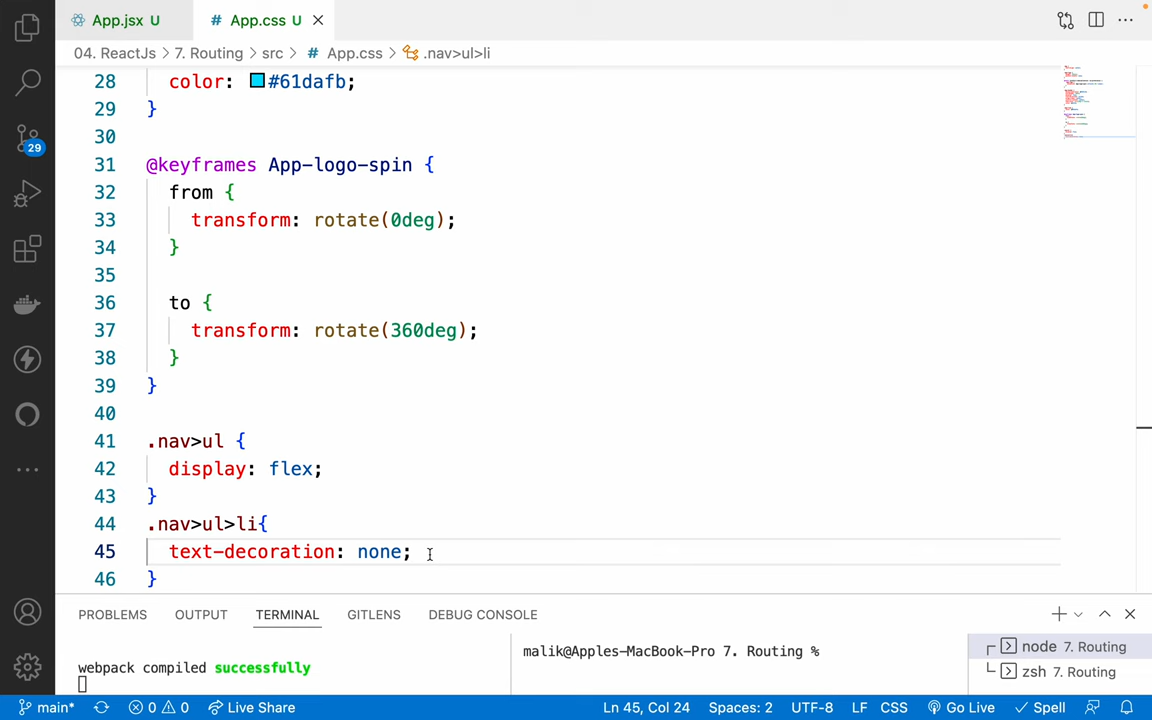 App.jsx U
# App.css U
04. ReactJs > 7. Routing > src > # App.css > .nav>ul>li
28 color: #61dafb;
29 }
30
31 @keyframes App-logo-spin {
32 from {
33 transform: rotate(0deg);
34 }
35
36 to {
37 transform: rotate(360deg);
38 }
39 }
40
41 .nav>ul {
42 display: flex;
43 }
44 .nav>ul>li{
45 text-decoration: none;
46 }
29
PROBLEMS OUTPUT TERMINAL GITLENS DEBUG CONSOLE
webpack compiled successfully
malik@Apples-MacBook-Pro 7. Routing %
node 7. Routing
zsh 7. Routing
main* 0 0 Live Share Ln 45, Col 24 Spaces: 2 UTF-8 LF CSS Go Live Spell